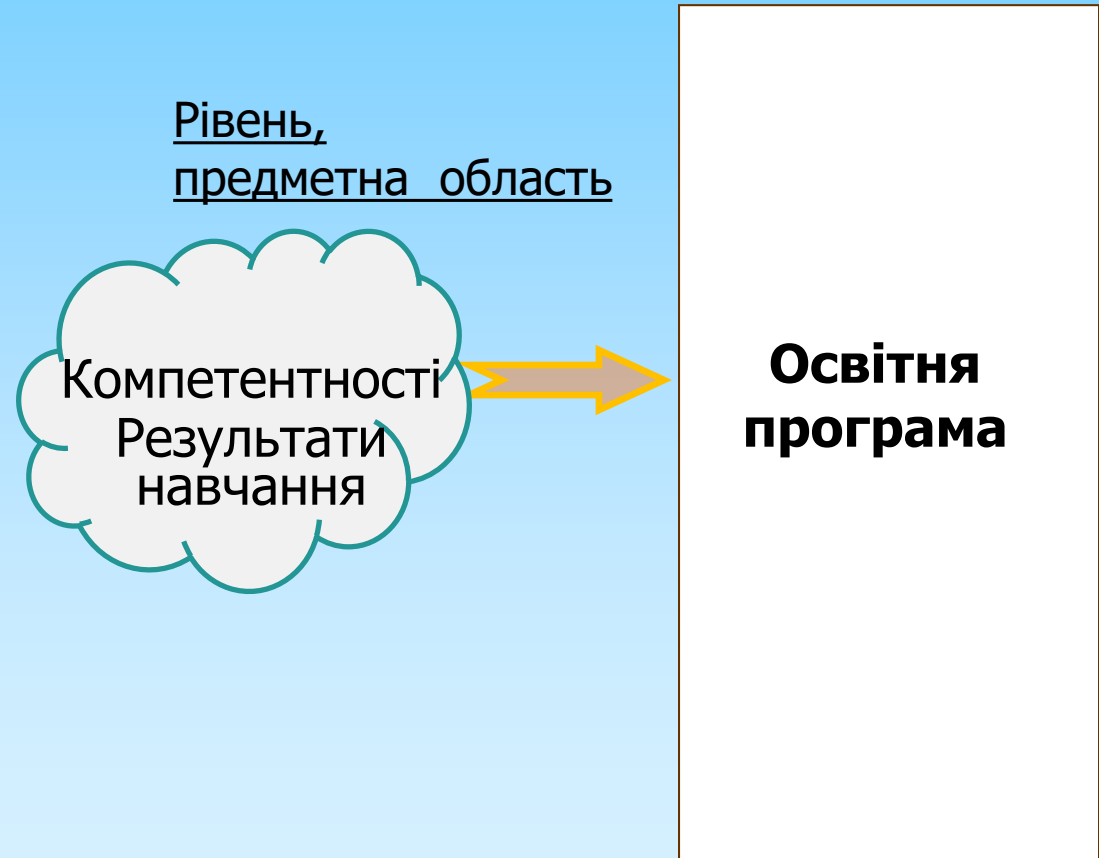 Рівень,
предметна область
Компетентності
Результати
навчання
Освітня
програма